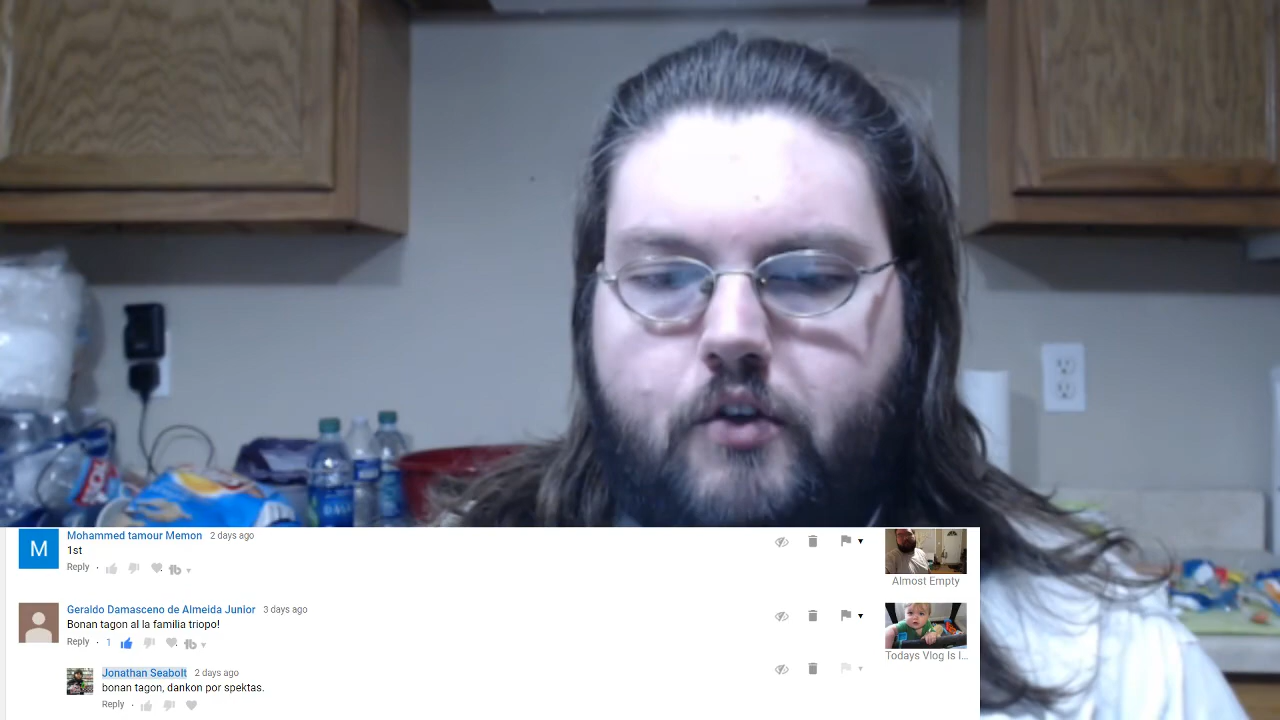 M
Mohammed tamour Memon 2 days ago
1st
Reply
Almost Empty
Geraldo Damasceno de Almeida Junior 3 days ago
Bonan tagon al la familia triopo!
Reply · 1
Todays Vlog Is I...
Jonathan Seabolt 2 days ago
bonan tagon, dankon por spektas.
Reply